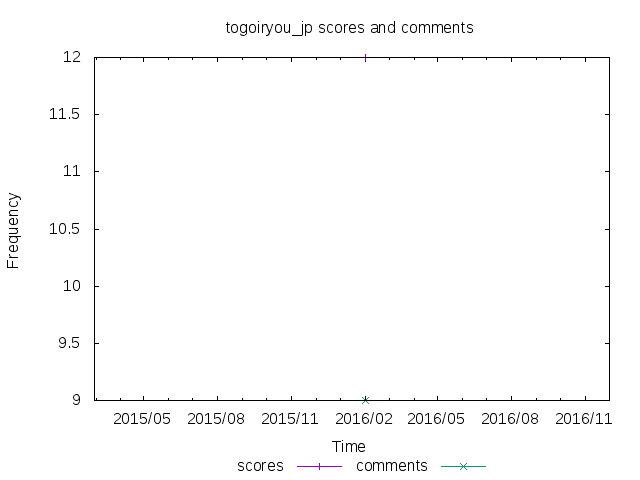 togoiryou_jp scores and comments
12
11.5
11
10.5
10
9.5
9
Frequency
2015/05 2015/08 2015/11 2016/02 2016/05 2016/08 2016/11
Time
scores comments